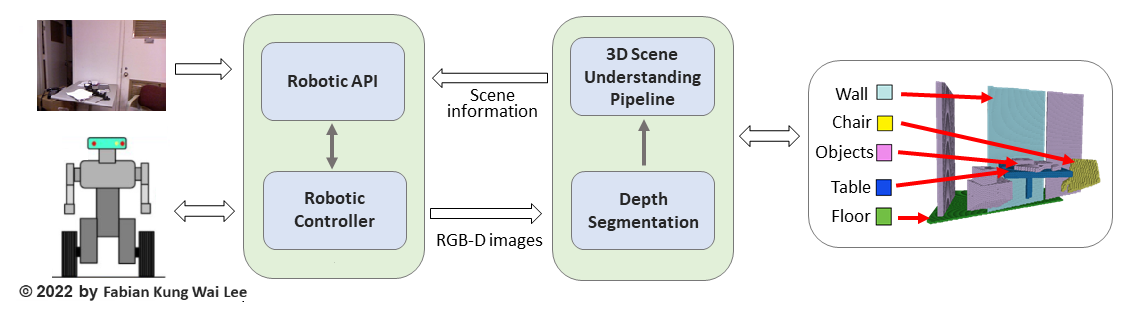 Robotic API
Robotic
Controller
Scene
information
RGB-D images
3D Scene
Understanding
Pipeline
Depth
Segmentation
Wall
Chair
Objects
Table
Floor
© 2022 by Fabian Kung Wai Lee